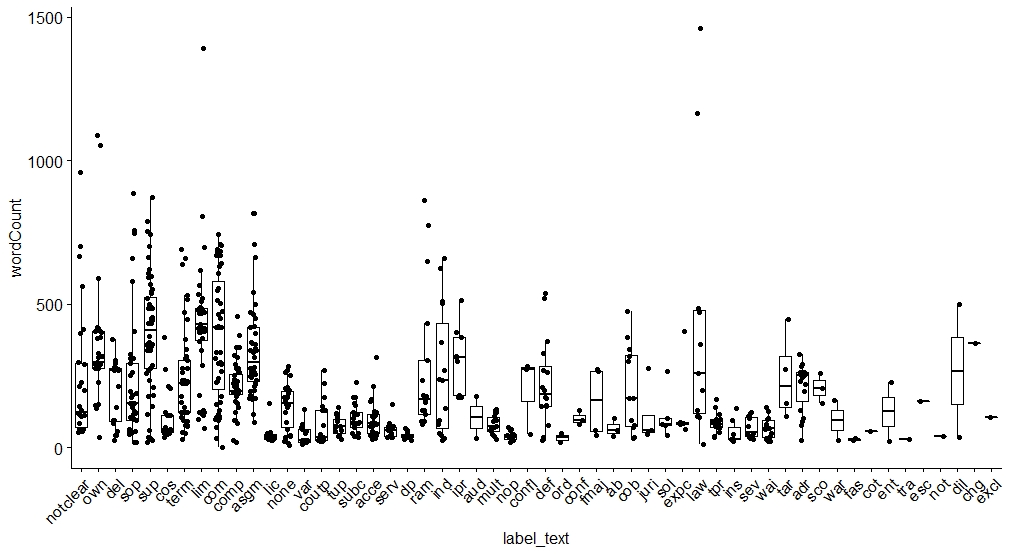 1500
1000
500
0
wordCount
notclear own del sop sup cos term lim com comp asgm lic none var coutp tup subc acce serv dp ram ind ipr aud mult nop confl def ord conf fmaj ab oob juri sol expc law tpr ins sev wai tar adr sco war fas cot ent tra esc not dil chg excl
label_text